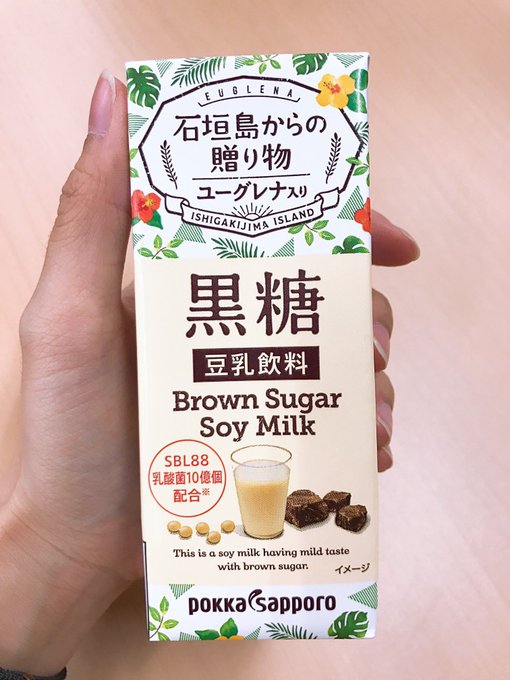 EUGLENA
石垣島からの
贈り物
ユーグレナ入り
ISHIGAKIJIMA ISLAND
黒糖
豆乳飲料
Brown Sugar
Soy Milk
SBL88
乳酸菌10億個
配合※
This is a soy milk having mild taste
with brown sugar.
イメージ
POKKA SAPPORO